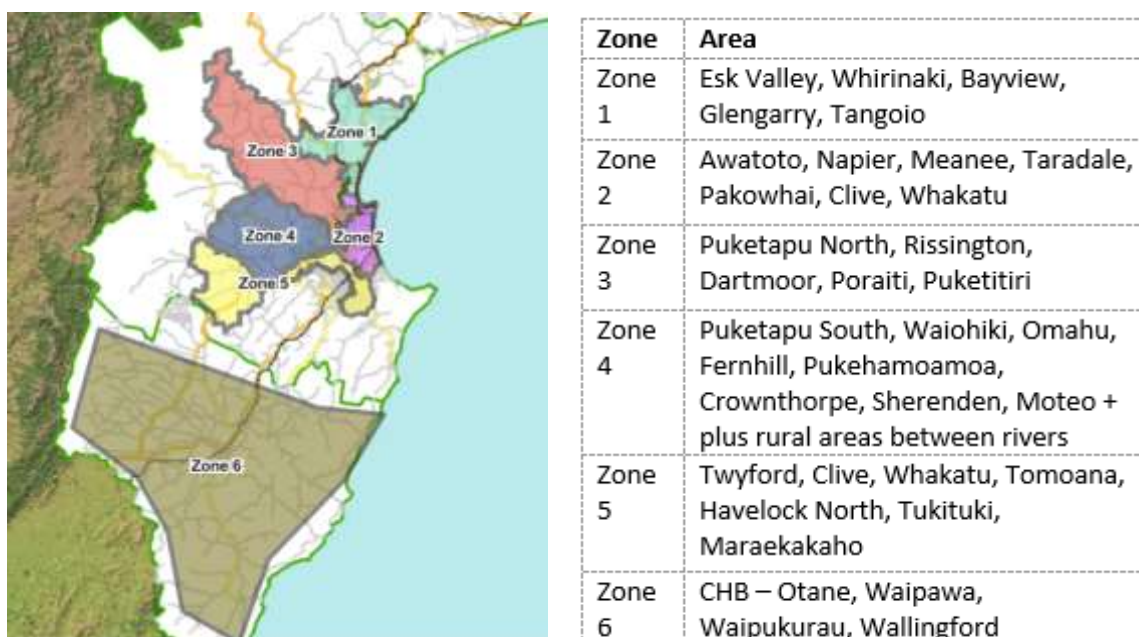 Zone 1
Zone 3
Zone 4
Zone 2
Zone 5
Zone 6
Zone Area
Zone Esk Valley, Whirinaki, Bayview,
1 Glengarry, Tangoio
Zone Awatoto, Napier, Meanee, Taradale,
2 Pakowhai, Clive, Whakatu
Zone Puketapu North, Rissington,
3 Dartmoor, Poraiti, Puketitiri
Zone Puketapu South, Waiohiki, Omahu,
4 Fernhill, Pukehamoamoa,
Crownthorpe, Sherenden, Moteo +
plus rural areas between rivers
Zone Twyford, Clive, Whakatu, Tomoana,
5 Havelock North, Tukituki,
Maraekakaho
Zone CHB – Otane, Waipawa,
6 Waipukurau, Wallingford